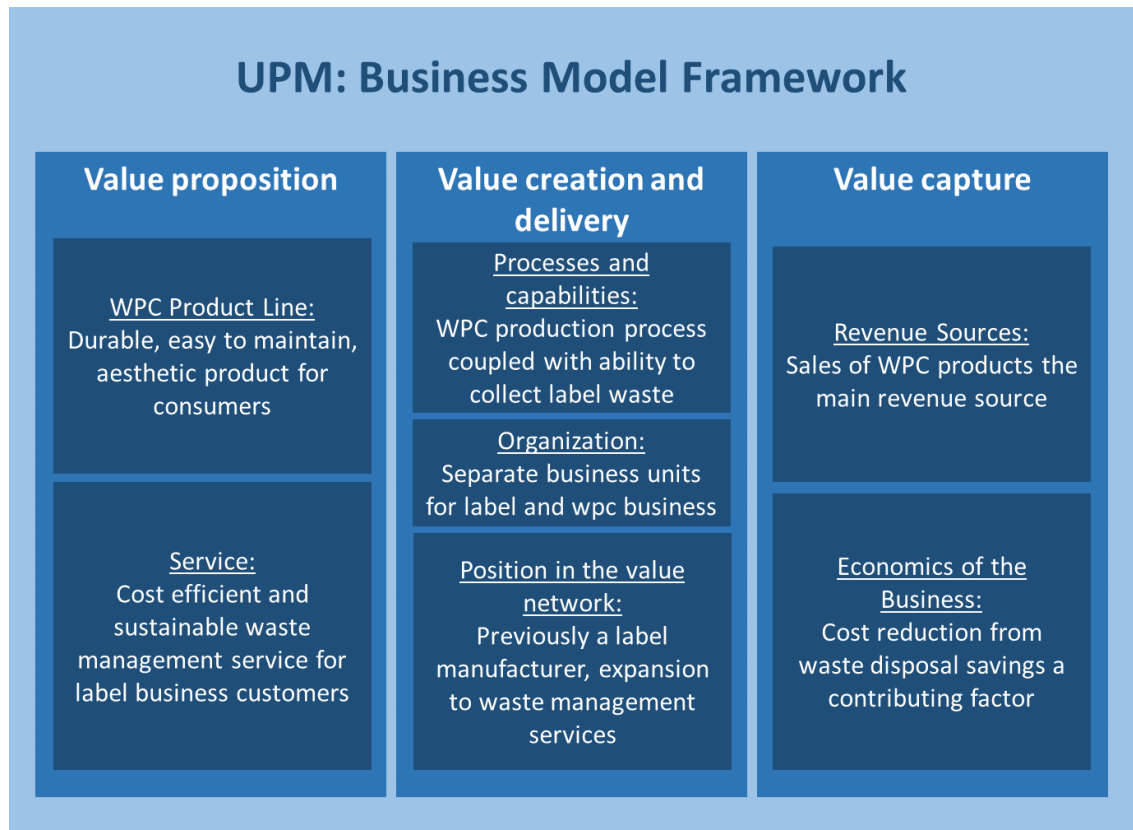 UPM: Business Model Framework
Value proposition
WPC Product Line:
Durable, easy to maintain,
aesthetic product for
consumers
Service:
Cost efficient and
sustainable waste
management service for
label business customers
Value creation and
delivery
Processes and
capabilities:
WPC production process
coupled with ability to
collect label waste
Organization:
Separate business units
for label and wpc business
Position in the value
network:
Previously a label
manufacturer, expansion
to waste management
services
Value capture
Revenue Sources:
Sales of WPC products the
main revenue source
Economics of the
Business:
Cost reduction from
waste disposal savings a
contributing factor